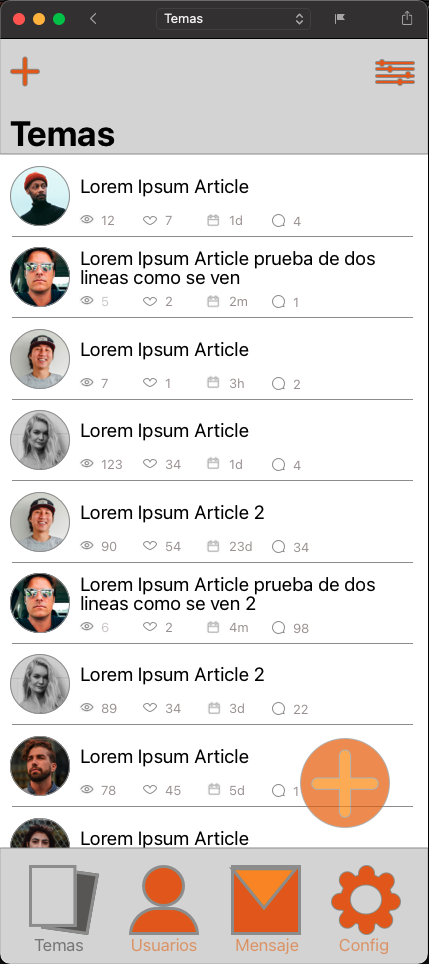 Temas
Temas
Lorem Ipsum Article
12 7 1d 4
Lorem Ipsum Article prueba de dos
lineas como se ven
5 2 2m 1
Lorem Ipsum Article
7 1 3h 2
Lorem Ipsum Article
123 34 1d 4
Lorem Ipsum Article 2
90 54 23d 34
Lorem Ipsum Article prueba de dos
lineas como se ven 2
6 2 4m 98
Lorem Ipsum Article 2
89 34 3d 22
Lorem Ipsum Article
78 45 5d
Lorem Ipsum Article
Temas Usuarios Mensaje Config